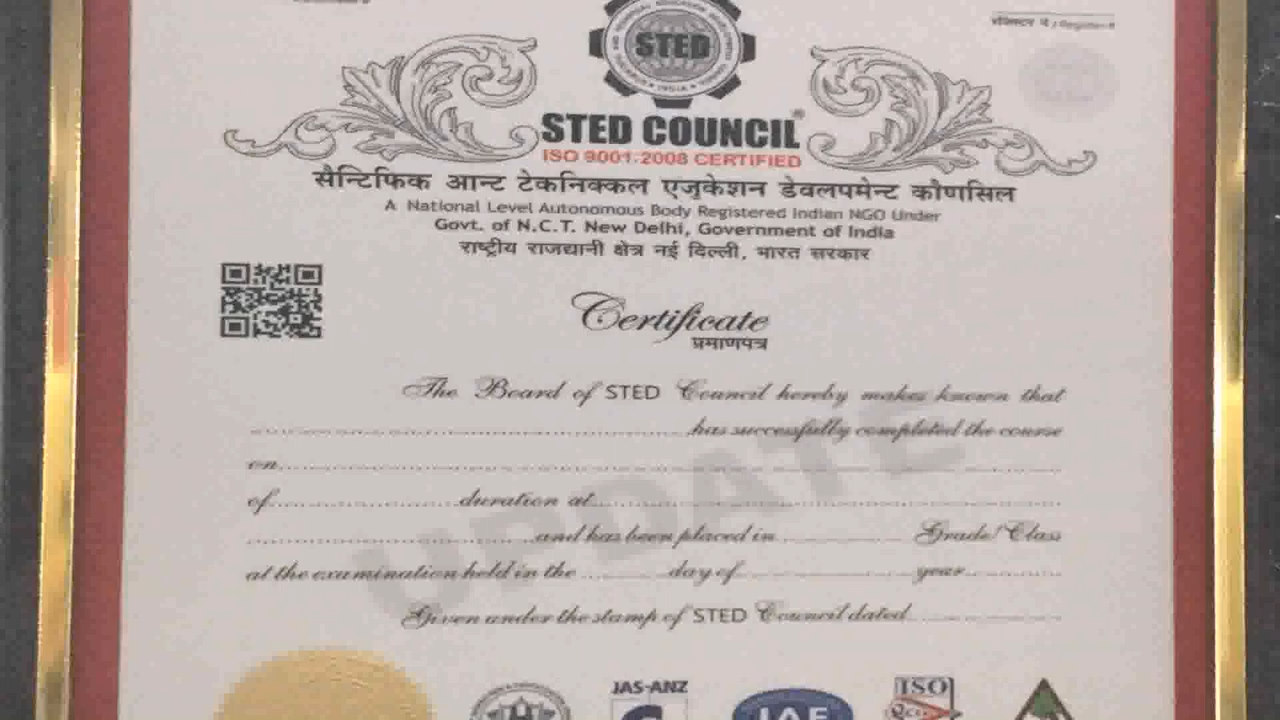 रजिस्टर नं / Register
STED
STED COUNCIL®
ISO 9001:2008 CERTIFIED
सैन्टिफिक आन्ट टेकनिक्कल एजुकेशन डेवलपमेन्ट कौणसिल
A National Level Autonomous Body Registered Indian NGO Under
Govt. of N.C.T. New Delhi, Government of India
राष्ट्रीय राजद्यानी क्षेत्र नई दिल्ली, भारत सरकार
Certificate
प्रमाणपत्र
The Board of STED Council hereby makes known that
has successfully completed the course
on
of duration at
and has been placed in Grade/Class
at the examination held in the day of year
Given under the stamp of STED Council dated
UPDATE
JAS-ANZ
IAF
ISO